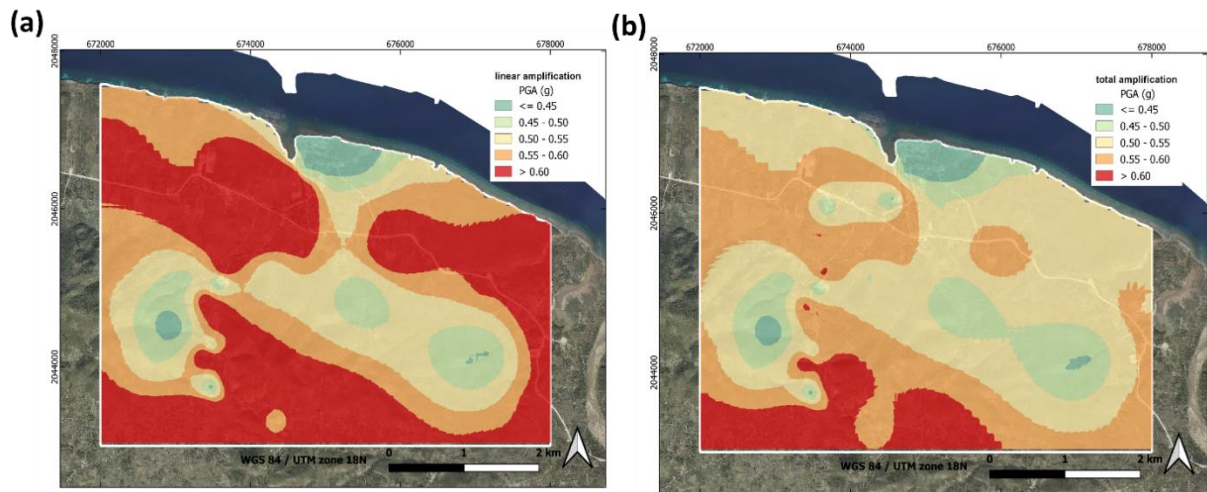 (a)
672000 674000 676000 678000
2048000
2046000
2044000
linear amplification
PGA (g)
<= 0.45
0.45 - 0.50
0.50 - 0.55
0.55 - 0.60
> 0.60
WGS 84 / UTM zone 18N
0 1 2 km
(b)
672000 674000 676000 678000
2048000
2046000
2044000
total amplification
PGA (g)
<= 0.45
0.45 - 0.50
0.50 - 0.55
0.55 - 0.60
> 0.60
WGS 84 / UTM zone 18N
0 1 2 km